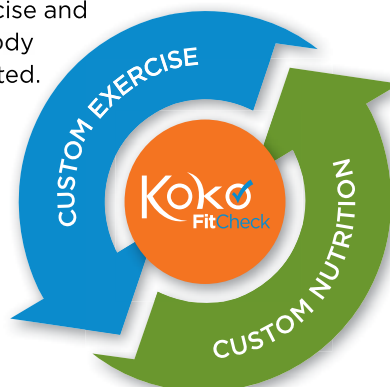 cise and
ody
ted.
CUSTOM EXERCISE
Koko
FitCheck
CUSTOM NUTRITION